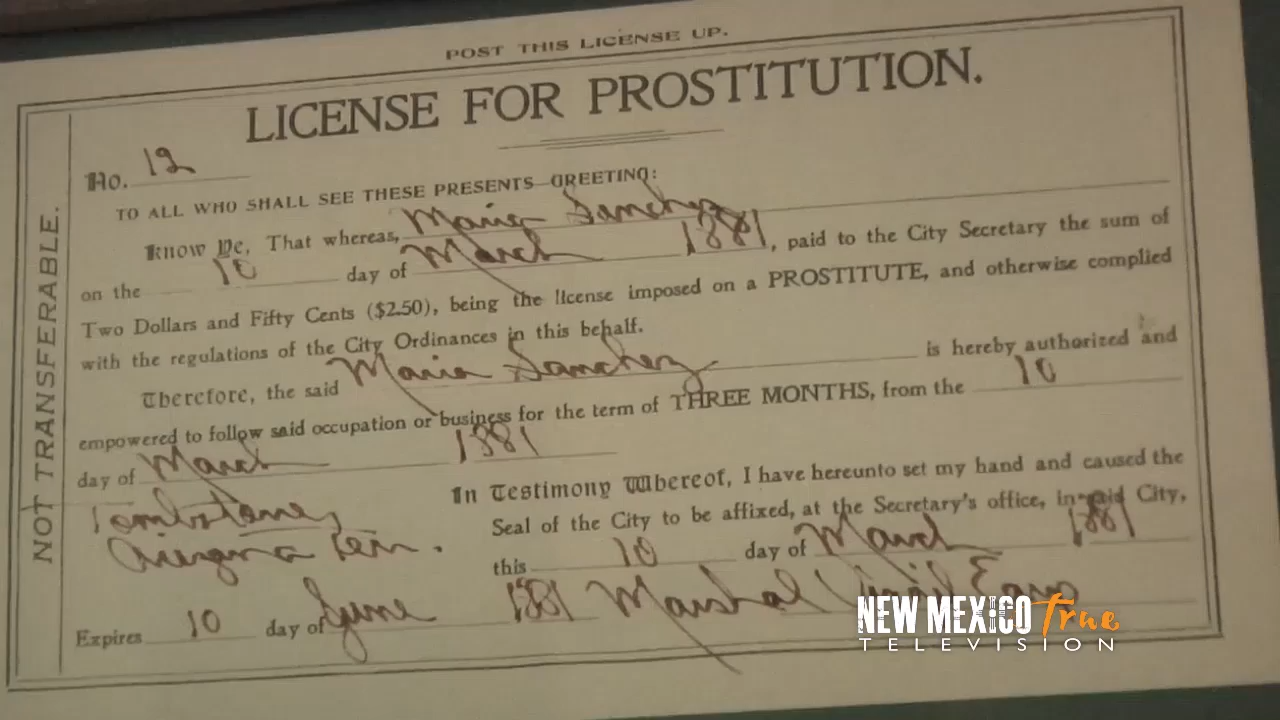 POST THIS LICENSE UP.
LICENSE FOR PROSTITUTION.
No. 12
TO ALL WHO SHALL SEE THESE PRESENTS GREETING:
Know Ye, That whereas, Maria Sanchez
on the 10 day of March 1881, paid to the City Secretary the sum of
Two Dollars and Fifty Cents ($2.50), being the license imposed on a PROSTITUTE, and otherwise complied
with the regulations of the City Ordinances in this behalf.
Therefore, the said Maria Sanchez is hereby authorized and
empowered to follow said occupation or business for the term of THREE MONTHS, from the 10
day of March 1881
In Testimony Whereof, I have hereunto set my hand and caused the
Seal of the City to be affixed, at the Secretary's office, in said City,
this 10 day of March 1881
Tombstone,
Arizona Terr.
Expires 10 day of June 1881 Marshal Virgil Earp
NOT TRANSFERABLE.
NEW MEXICO True
TELEVISION